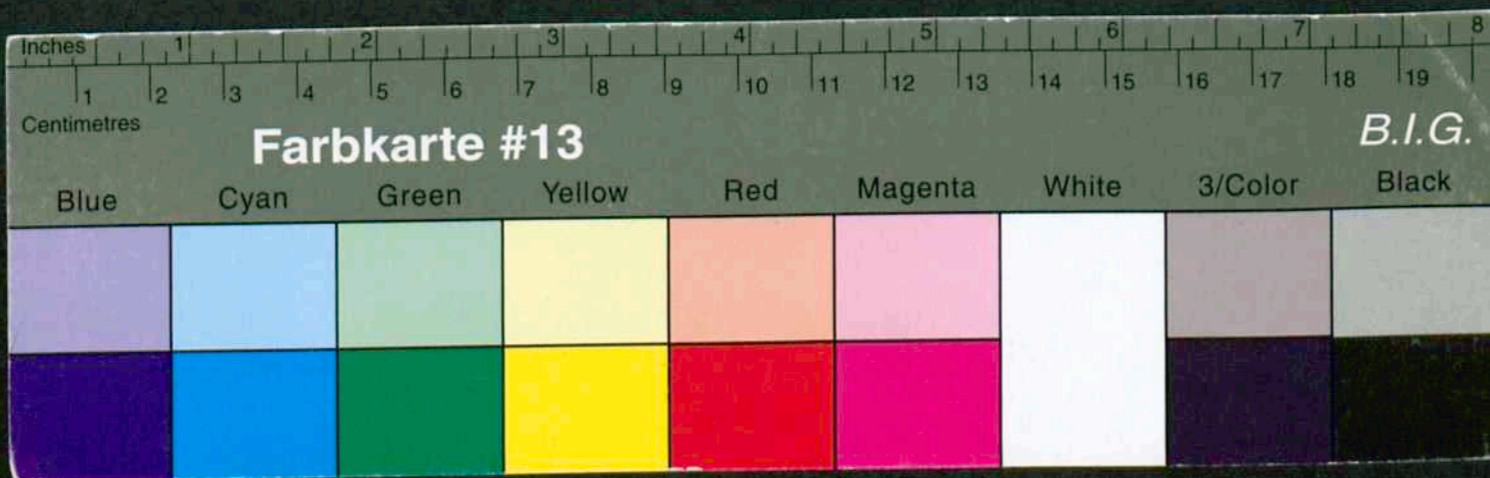 Inches 1 2 3 4 5 6 7 8
1 2 3 4 5 6 7 8 9 10 11 12 13 14 15 16 17 18 19
Centimetres
Farbkarte #13
B.I.G.
Blue Cyan Green Yellow Red Magenta White 3/Color Black